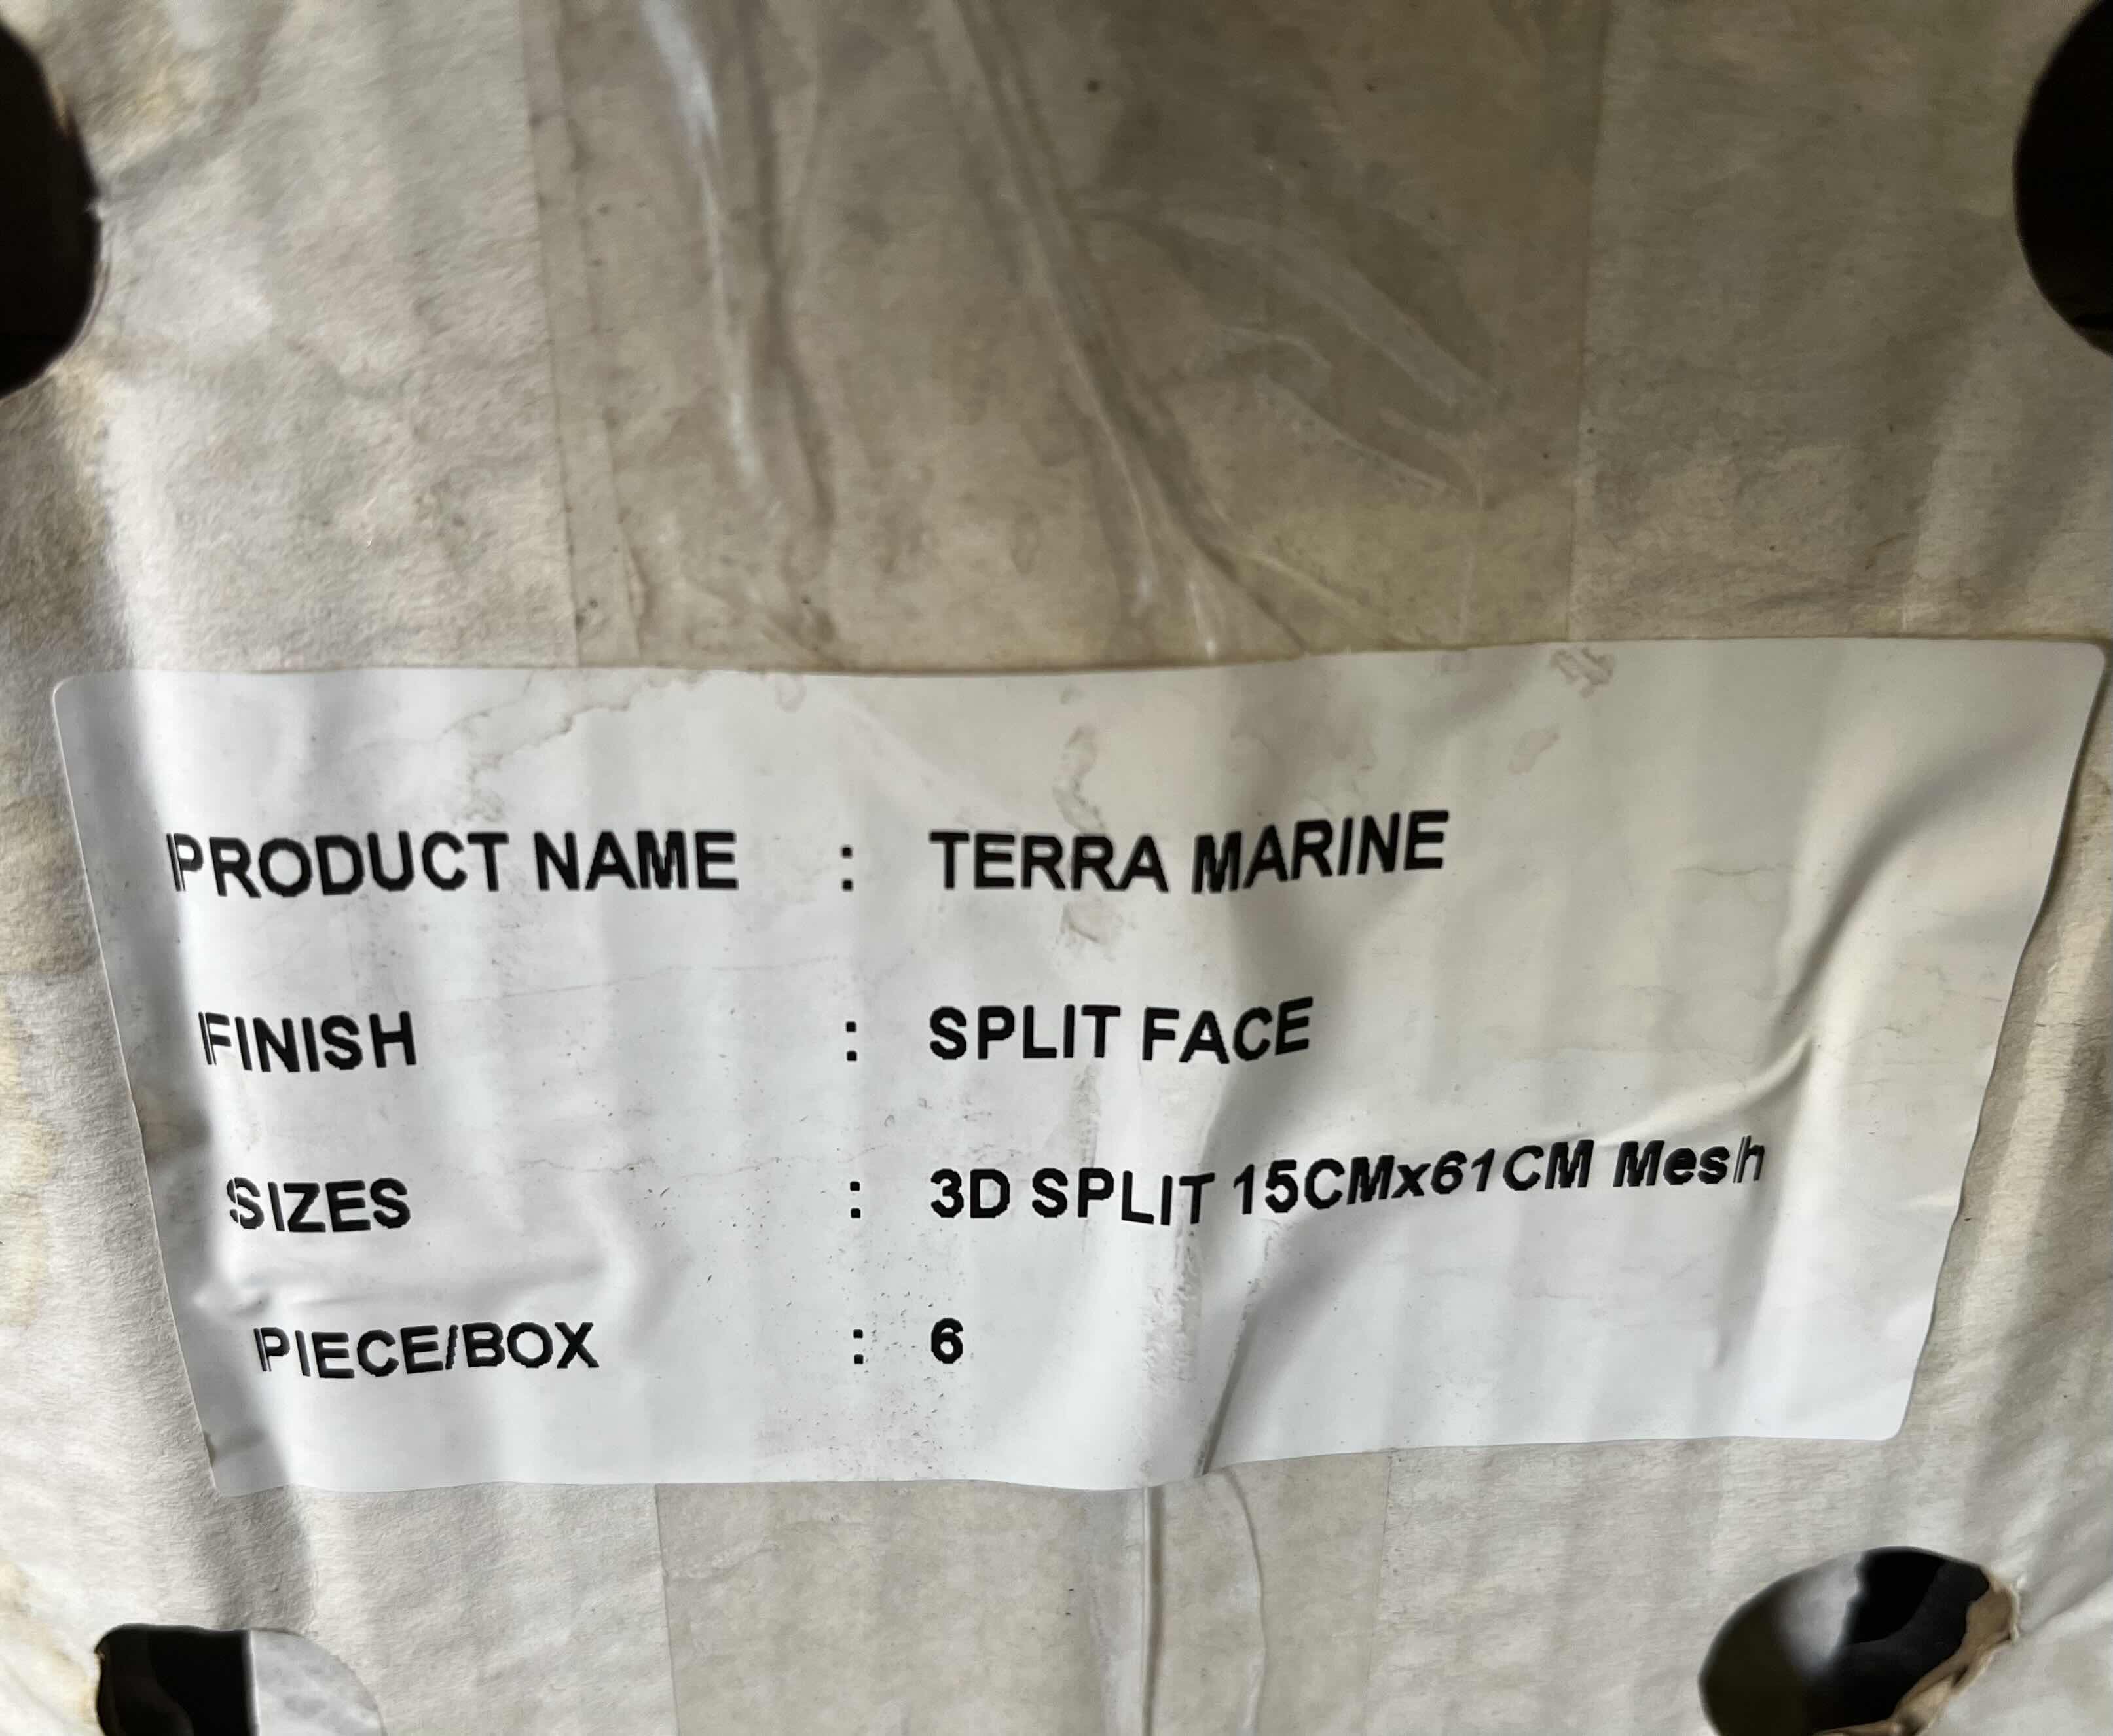 PRODUCT NAME : TERRA MARINE
FINISH : SPLIT FACE
SIZES : 3D SPLIT 15CMx61CM Mesh
PIECE/BOX : 6